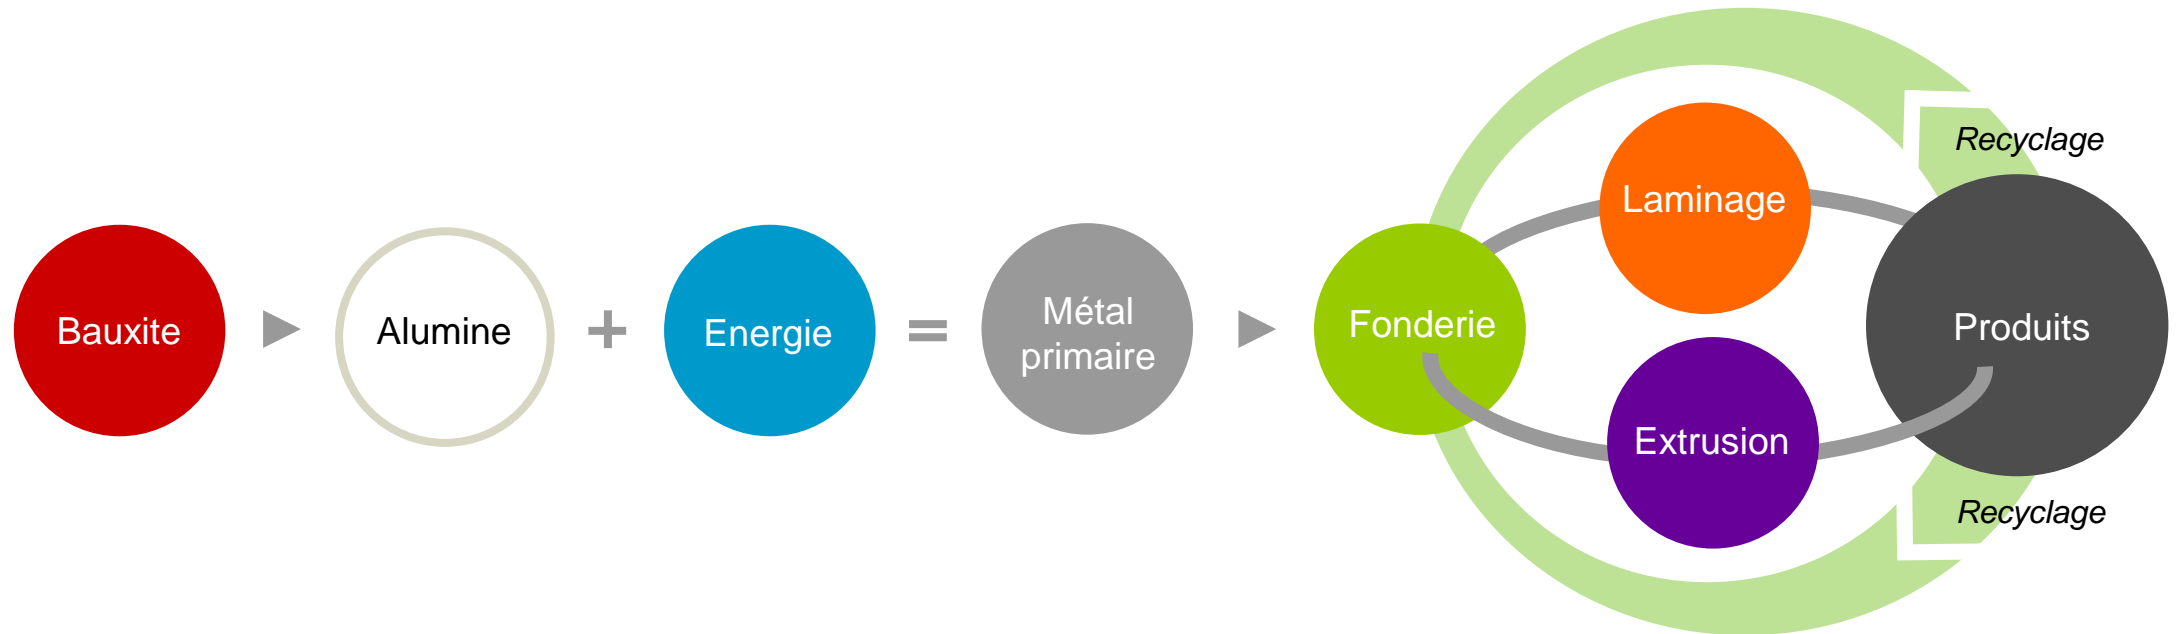 Bauxite
Alumine
+
Energie
=
Métal
primaire
Fonderie
Laminage
Extrusion
Recyclage
Produits
Recyclage